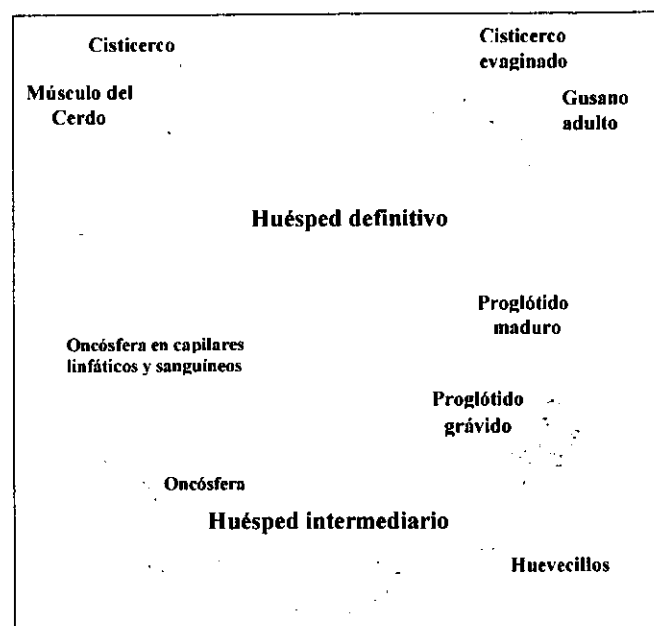 Cisticerco
Cisticerco
evaginado
Músculo del
Cerdo
Gusano
adulto
Huésped definitivo
Proglótido
maduro
Oncósfera en capilares
linfáticos y sanguíneos
Proglótido
grávido
Oncósfera
Huésped intermediario
Huevecillos